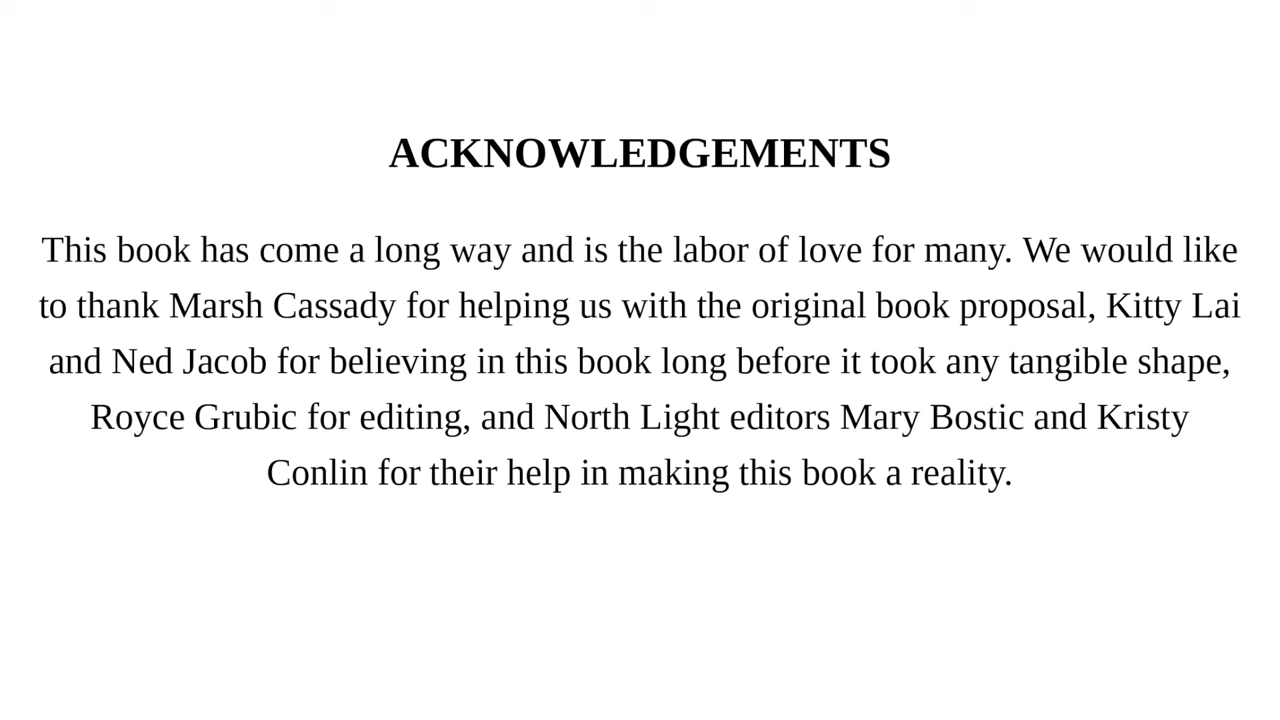 ACKNOWLEDGEMENTS
This book has come a long way and is the labor of love for many. We would like
to thank Marsh Cassady for helping us with the original book proposal, Kitty Lai
and Ned Jacob for believing in this book long before it took any tangible shape,
Royce Grubic for editing, and North Light editors Mary Bostic and Kristy
Conlin for their help in making this book a reality.